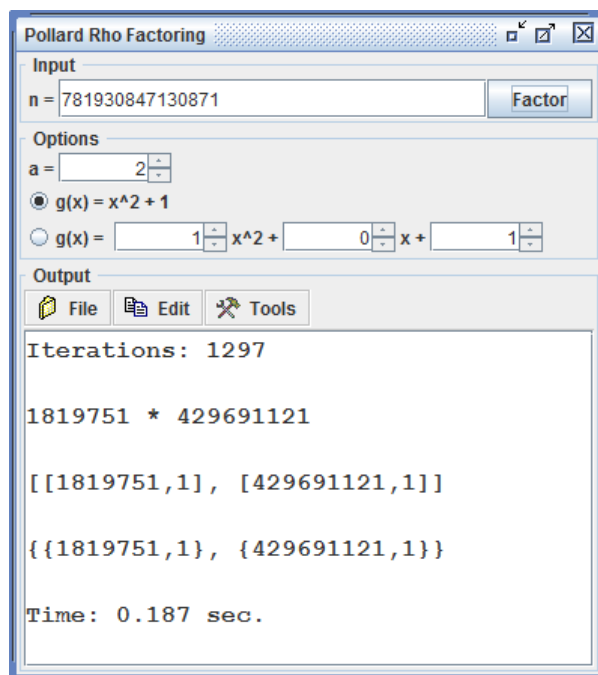 Pollard Rho Factoring
Input
n = 781930847130871 Factor
Options
a = 2
g(x) = x^2 + 1
g(x) = 1 x^2 + 0 x + 1
Output
File Edit Tools
Iterations: 1297
1819751 * 429691121
[[1819751,1], [429691121,1]]
{{1819751,1}, {429691121,1}}
Time: 0.187 sec.